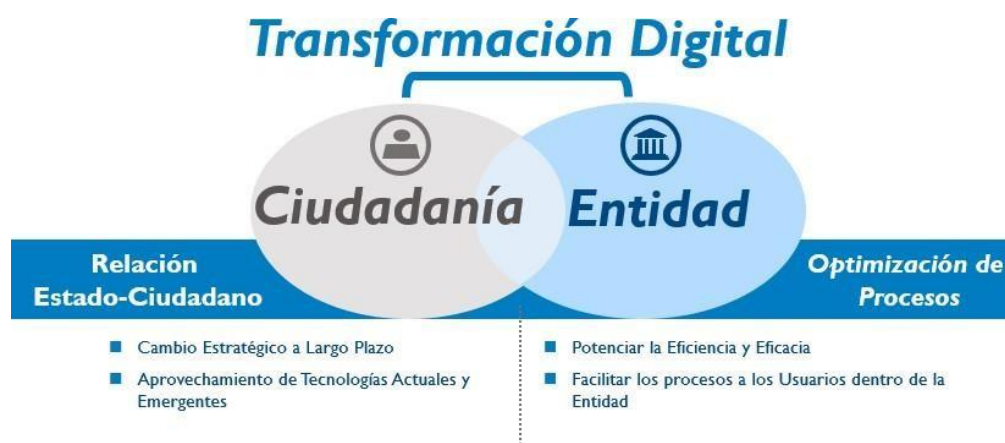 Transformación Digital
Ciudadanía
Entidad
Relación
Estado-Ciudadano
Optimización de
Procesos
Cambio Estratégico a Largo Plazo
Aprovechamiento de Tecnologías Actuales y
Emergentes
Potenciar la Eficiencia y Eficacia
Facilitar los procesos a los Usuarios dentro de la
Entidad